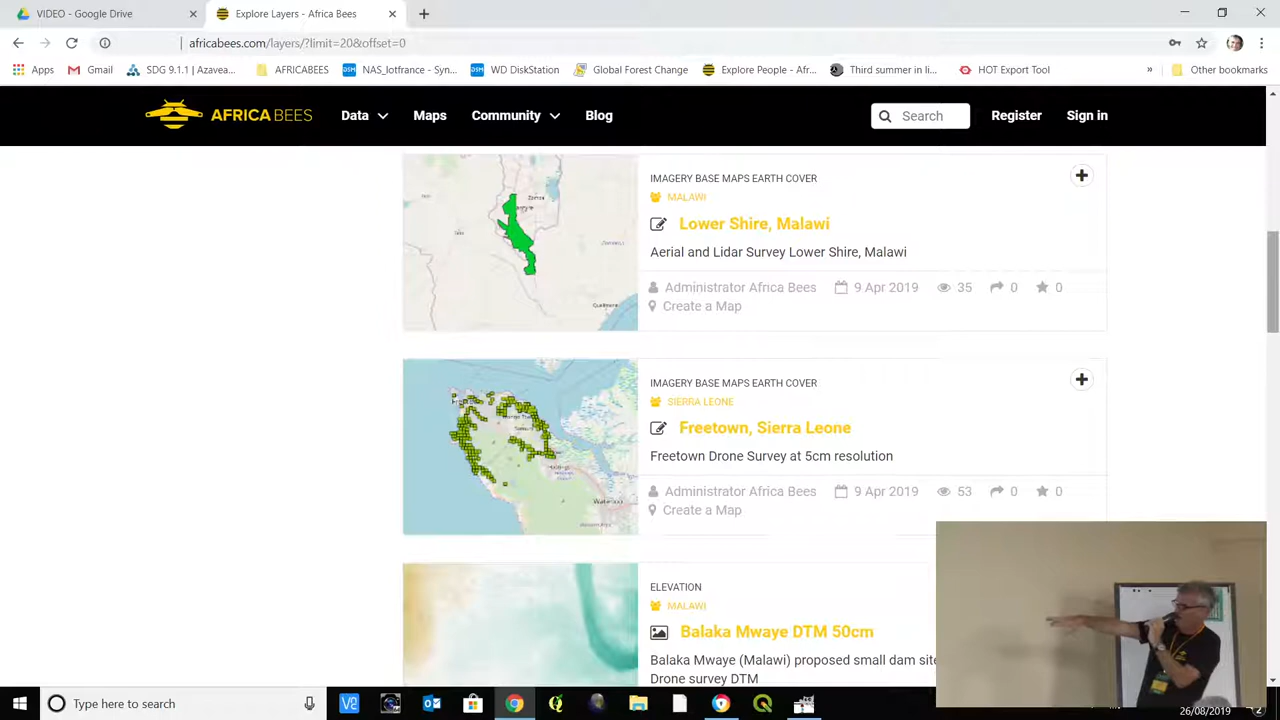 VIDEO - Google Drive
Explore Layers - Africa Bees
africabees.com/layers/?limit=20&offset=0
Apps
Gmail
SDG 9.1.1 | Azavea...
AFRICABEES
NAS_Iotfrance - Syn...
WD DiskStation
Global Forest Change
Explore People - Afr...
Third summer in li...
HOT Export Tool
»
Other bookmarks
AFRICA BEES
Data
Maps
Community
Blog
Search
Register
Sign in
IMAGERY BASE MAPS EARTH COVER
MALAWI
Lower Shire, Malawi
Aerial and Lidar Survey Lower Shire, Malawi
Administrator Africa Bees 9 Apr 2019 35 0 0
Create a Map
IMAGERY BASE MAPS EARTH COVER
SIERRA LEONE
Freetown, Sierra Leone
Freetown Drone Survey at 5cm resolution
Administrator Africa Bees 9 Apr 2019 53 0 0
Create a Map
ELEVATION
MALAWI
Balaka Mwaye DTM 50cm
Balaka Mwaye (Malawi) proposed small dam site
Drone survey DTM
Type here to search
26/08/2019